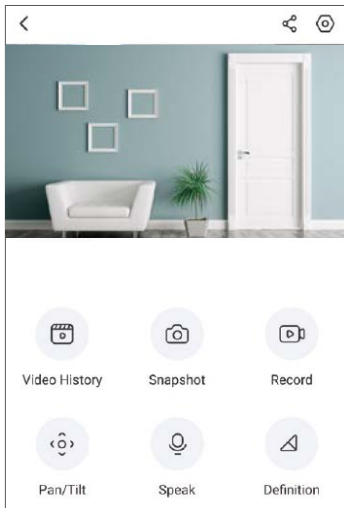 Video History
Snapshot
Record
Pan/Tilt
Speak
Definition